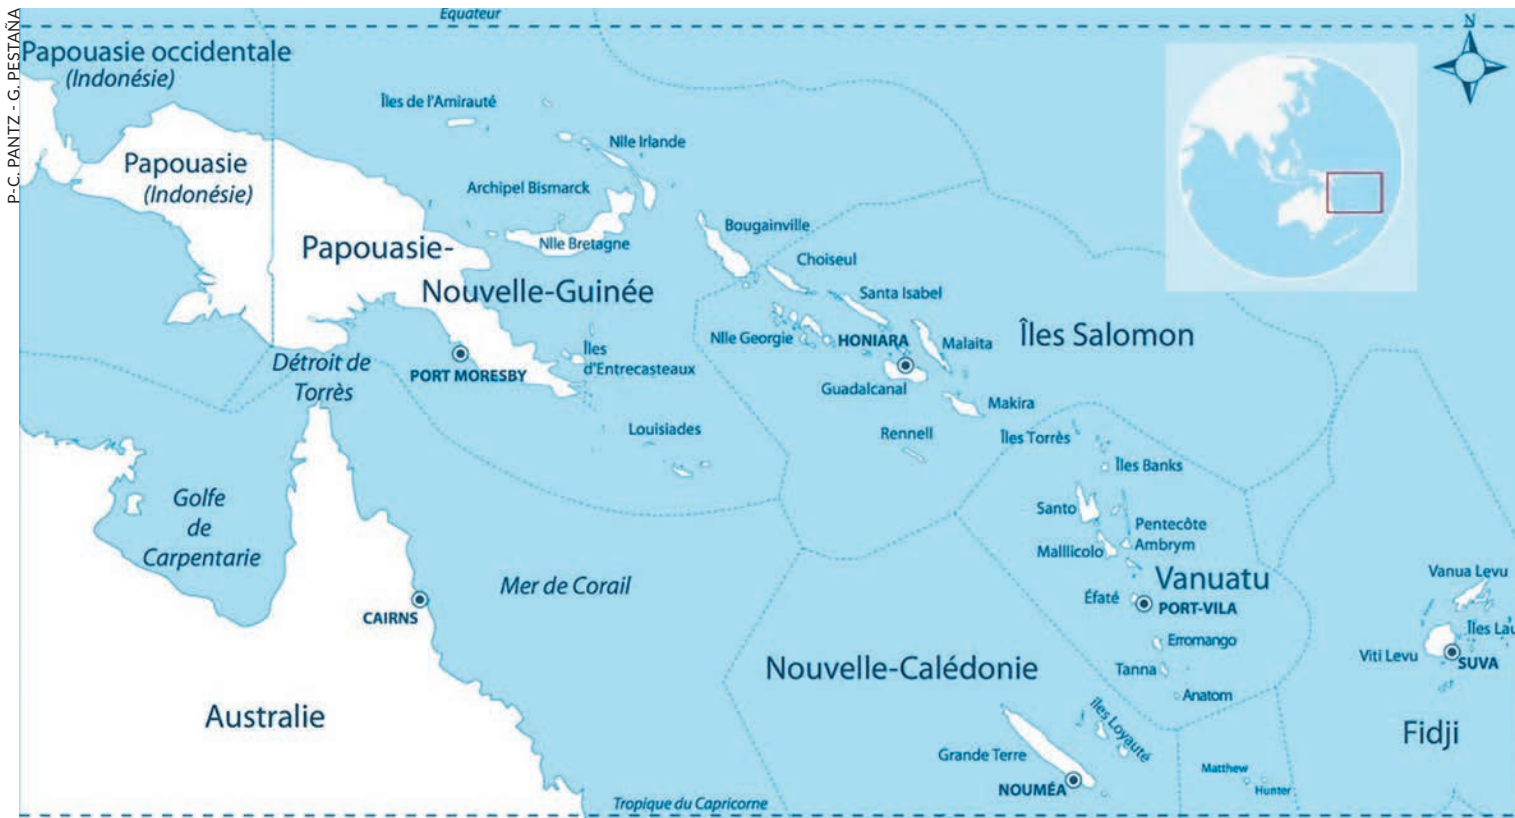 Equateur
N
P-C. PANTZ - G. PESTAÑA
Papouasie occidentale
(Indonésie)
Îles de l'Amirauté
Nlle Irlande
Papouasie
(Indonésie)
Archipel Bismarck
Bougainville
Papouasie-
Nouvelle-Guinée
Nlle Bretagne
Choiseul
Santa Isabel
Îles Salomon
Nlle Georgie
HONIARA
Malaita
Îles
d'Entrecasteaux
Détroit de
Torrès
PORT MORESBY
Guadalcanal
Makira
Louisiades
Rennell
Îles Torrès
Îles Banks
Golfe
de
Carpentarie
Santo
Pentecôte
Ambrym
Malllicolo
Mer de Corail
Vanuatu
Vanua Levu
Éfaté
PORT-VILA
CAIRNS
Îles Lau
Erromango
Viti Levu
SUVA
Nouvelle-Calédonie
Tanna
Anatom
Australie
Îles Loyauté
Fidji
Grande Terre
Matthew
Hunter
NOUMÉA
Tropique du Capricorne